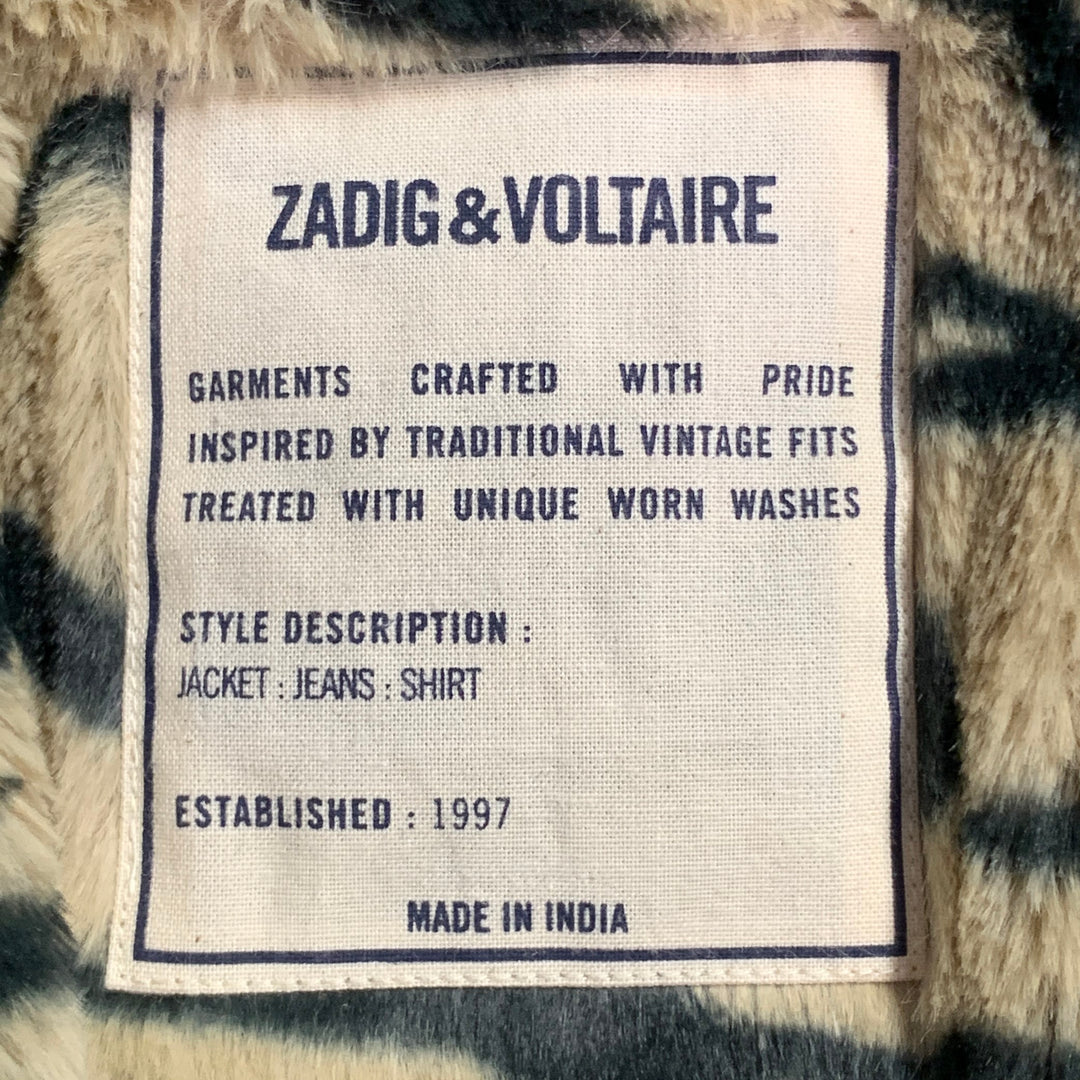 ZADIG&VOLTAIRE
GARMENTS CRAFTED WITH PRIDE
INSPIRED BY TRADITIONAL VINTAGE FITS
TREATED WITH UNIQUE WORN WASHES
STYLE DESCRIPTION :
JACKET : JEANS : SHIRT
ESTABLISHED : 1997
MADE IN INDIA